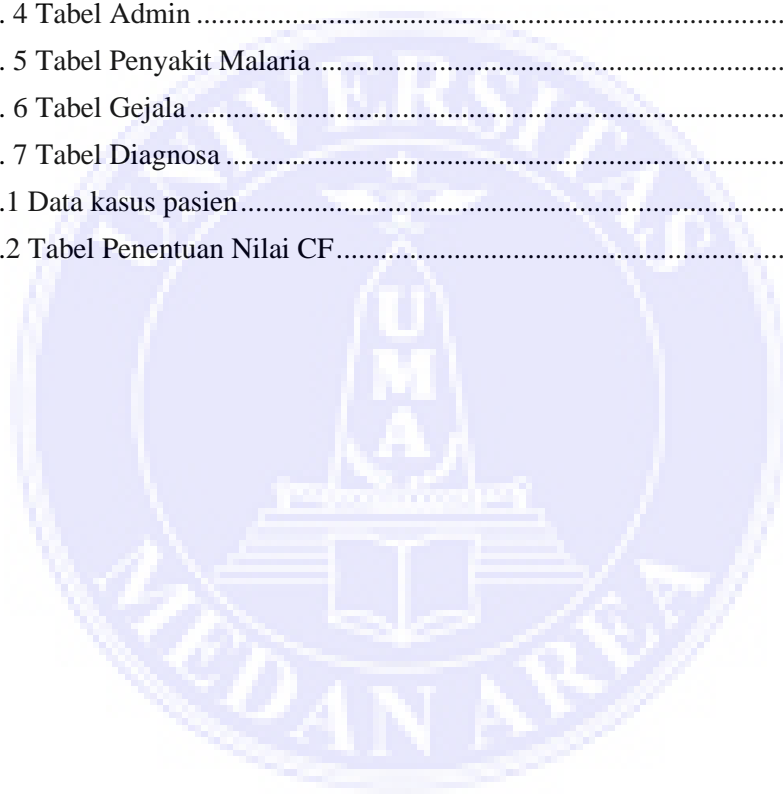 . 4 Tabel Admin ........................................................................................
. 5 Tabel Penyakit Malaria ......................................................................
. 6 Tabel Gejala .........................................................................................
. 7 Tabel Diagnosa ...................................................................................
.1 Data kasus pasien .................................................................................
.2 Tabel Penentuan Nilai CF ..................................................................
UNIVERSITAS
UMA
MEDAN AREA